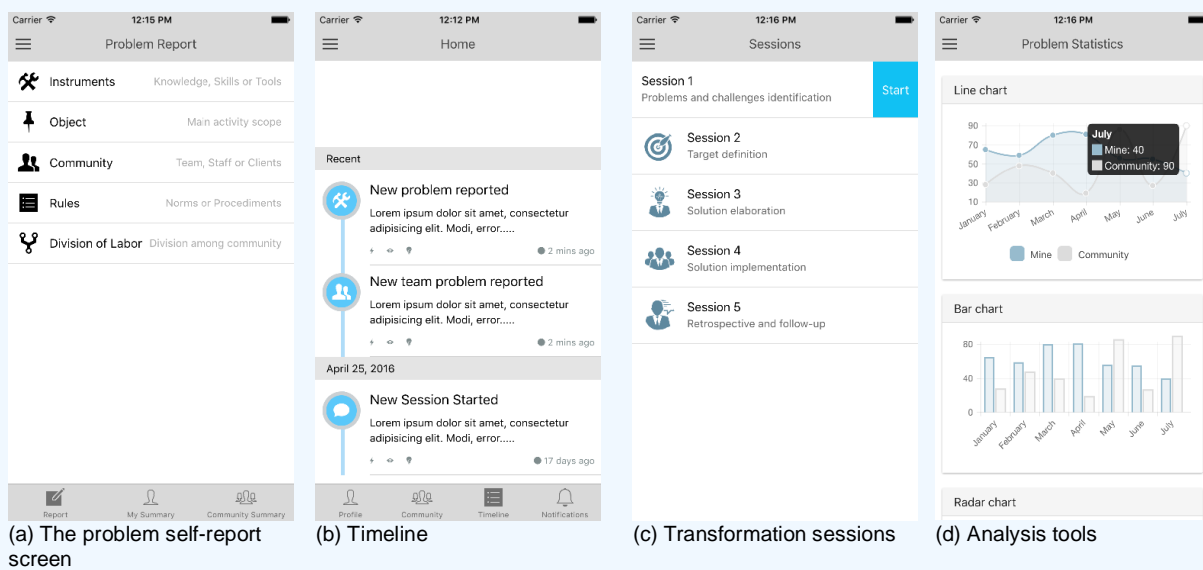 Carrier 12:15 PM
Problem Report
Instruments Knowledge, Skills or Tools
Object Main activity scope
Community Team, Staff or Clients
Rules Norms or Procediments
Division of Labor Division among community
Report My Summary Community Summary
(a) The problem self-report
screen
Carrier 12:12 PM
Home
Recent
New problem reported
Lorem ipsum dolor sit amet, consectetur
adipisicing elit. Modi, error.....
2 mins ago
New team problem reported
Lorem ipsum dolor sit amet, consectetur
adipisicing elit. Modi, error.....
2 mins ago
April 25, 2016
New Session Started
Lorem ipsum dolor sit amet, consectetur
adipisicing elit. Modi, error.....
17 days ago
Profile Community Timeline Notifications
(b) Timeline
Carrier 12:16 PM
Sessions
Session 1
Problems and challenges identification
Start
Session 2
Target definition
Session 3
Solution elaboration
Session 4
Solution implementation
Session 5
Retrospective and follow-up
(c) Transformation sessions
Carrier 12:16 PM
Problem Statistics
Line chart
90
70
50
30
10
July
Mine: 40
Community: 90
January February March April May June July
Mine Community
Bar chart
80
40
0
January February March April May June July
Radar chart
(d) Analysis tools